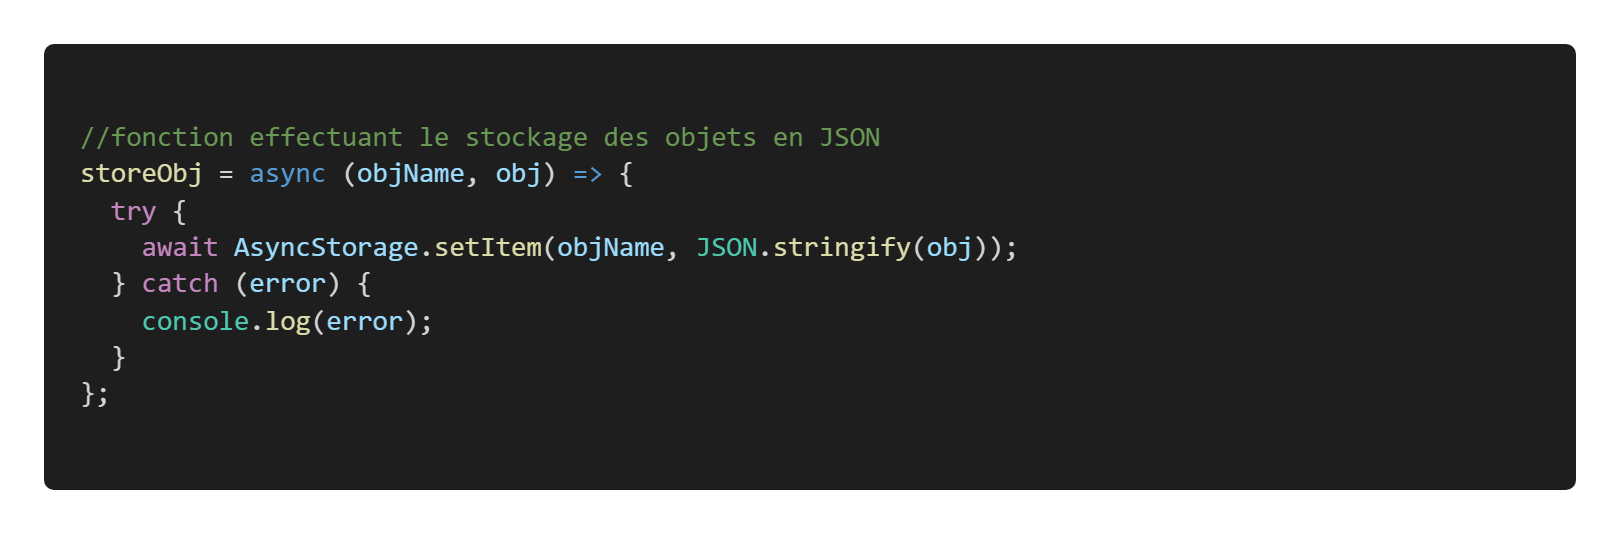 //fonction effectuant le stockage des objets en JSON
storeObj = async (objName, obj) => {
  try {
    await AsyncStorage.setItem(objName, JSON.stringify(obj));
  } catch (error) {
    console.log(error);
  }
};